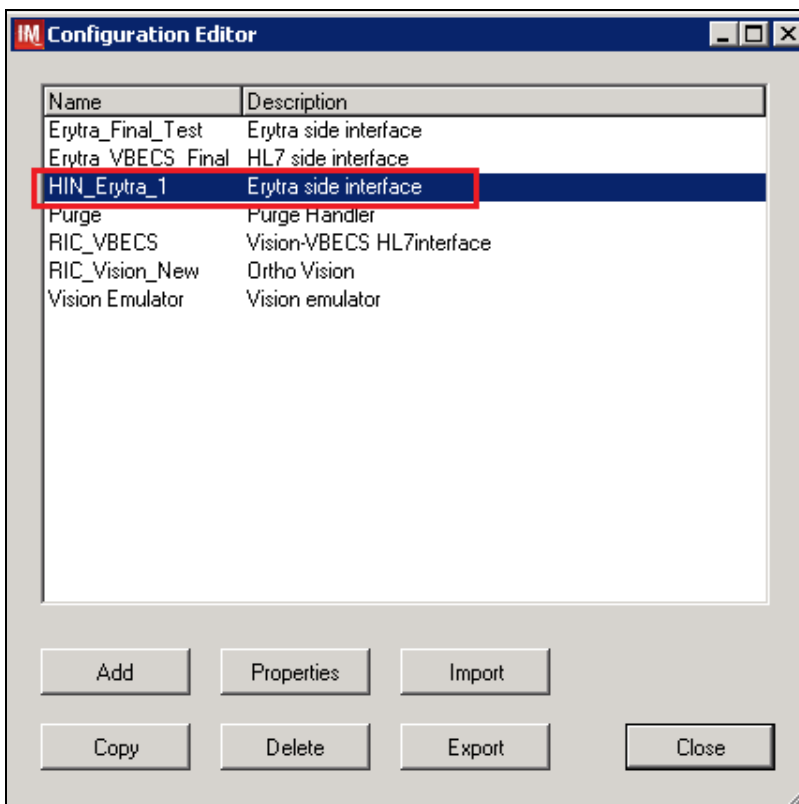 IM Configuration Editor
Name Description
Erytra_Final_Test Erytra side interface
Erytra_VBECS_Final HL7 side interface
HIN_Erytra_1 Erytra side interface
Purge Purge Handler
RIC_VBECS Vision-VBECS HL7interface
RIC_Vision_New Ortho Vision
Vision Emulator Vision emulator
Add Properties Import
Copy Delete Export Close